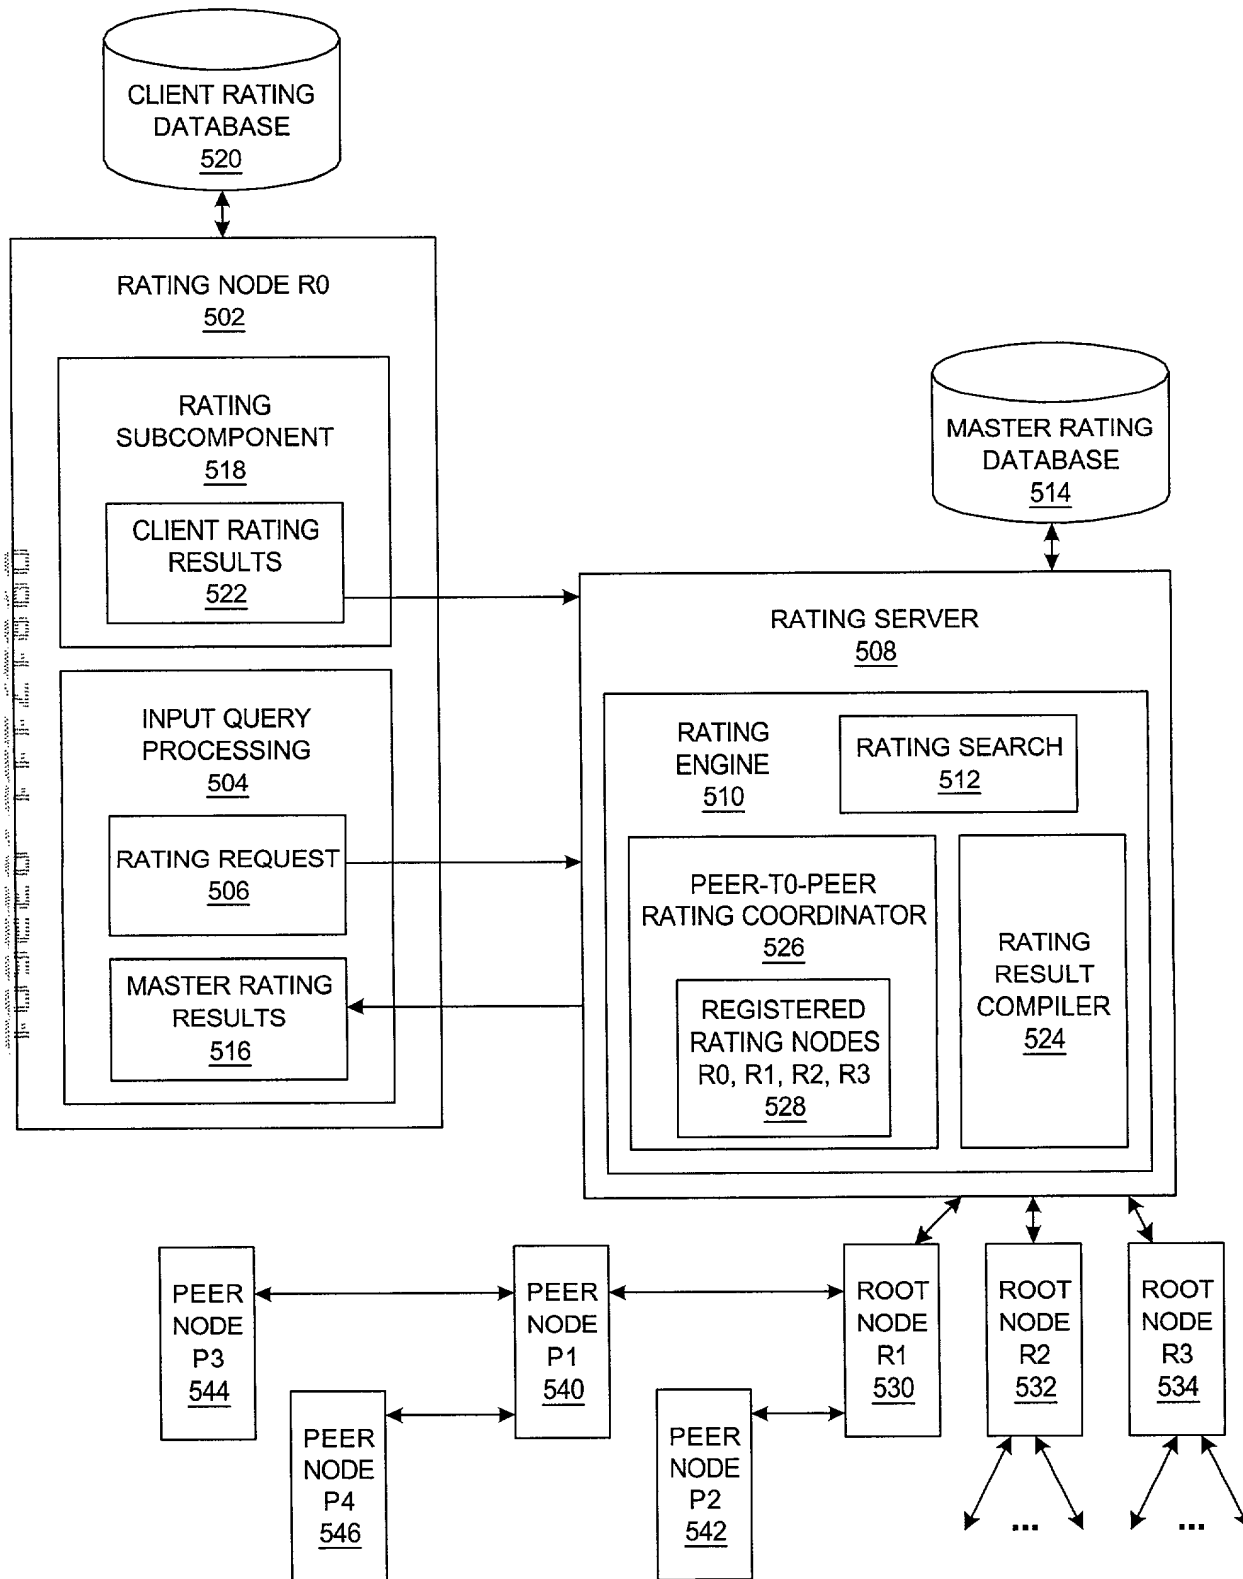 CLIENT RATING
DATABASE
520
RATING NODE R0
502
RATING
SUBCOMPONENT
518
CLIENT RATING
RESULTS
522
INPUT QUERY
PROCESSING
504
RATING REQUEST
506
MASTER RATING
RESULTS
516
MASTER RATING
DATABASE
514
RATING SERVER
508
RATING
ENGINE
510
RATING SEARCH
512
PEER-T0-PEER
RATING COORDINATOR
526
REGISTERED
RATING NODES
R0, R1, R2, R3
528
RATING
RESULT
COMPILER
524
PEER
NODE
P3
544
PEER
NODE
P1
540
ROOT
NODE
R1
530
ROOT
NODE
R2
532
ROOT
NODE
R3
534
PEER
NODE
P4
546
PEER
NODE
P2
542
...
...